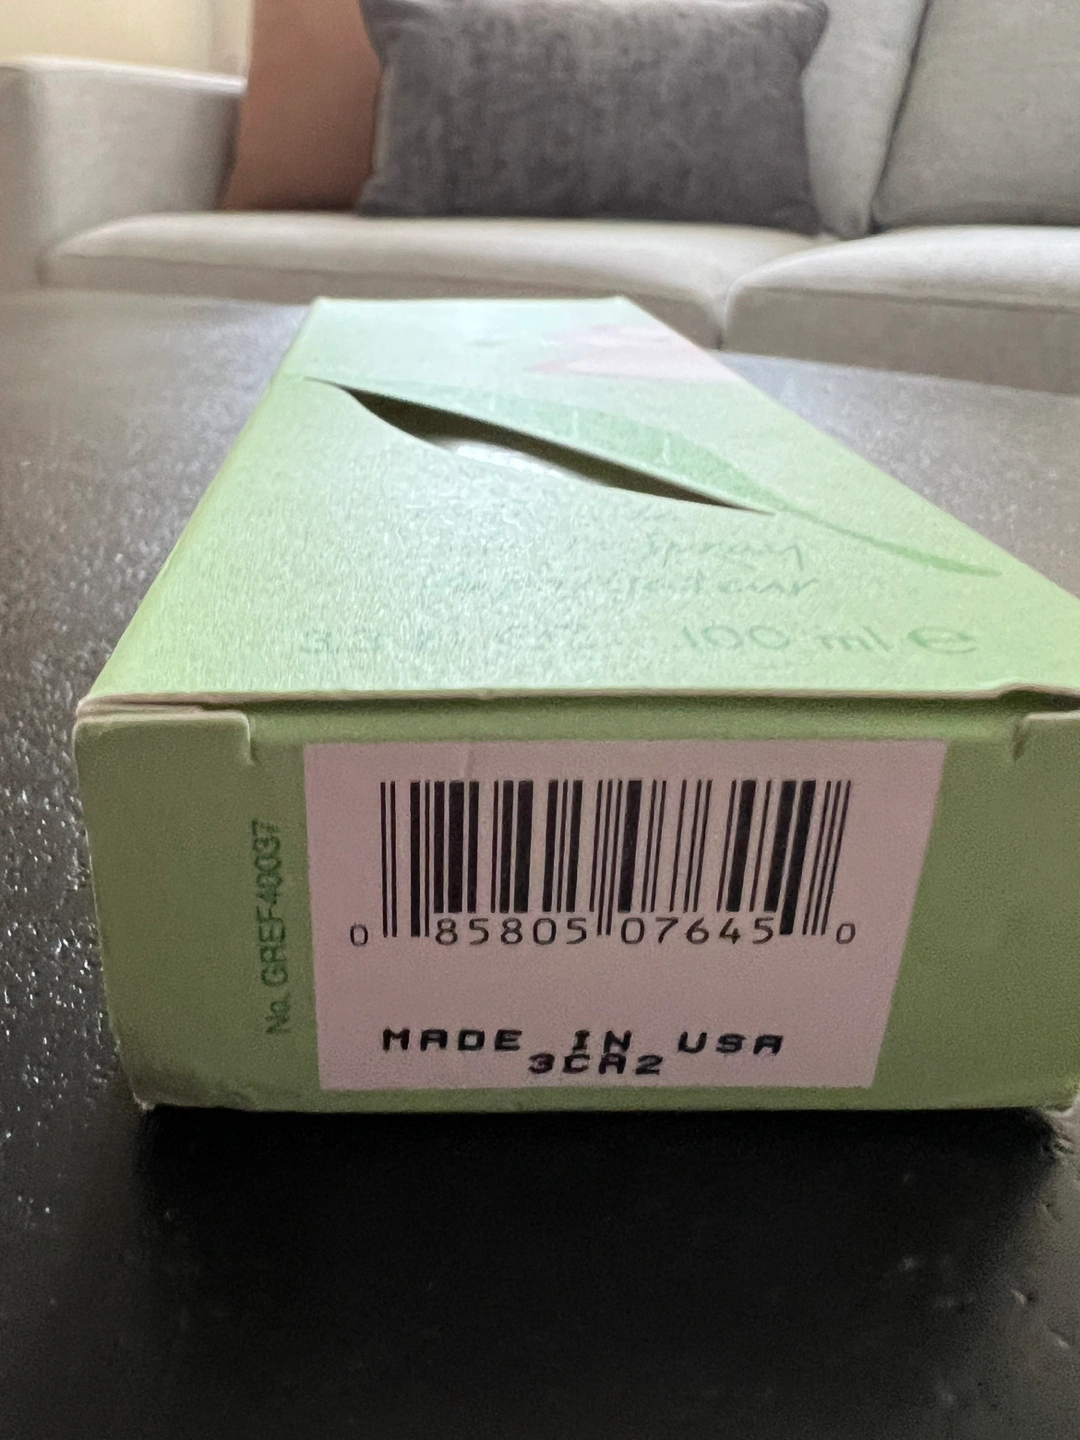 Spray
100 ml e
No. GREF40037
0 85805 07645 0
MADE IN USA
3CA2